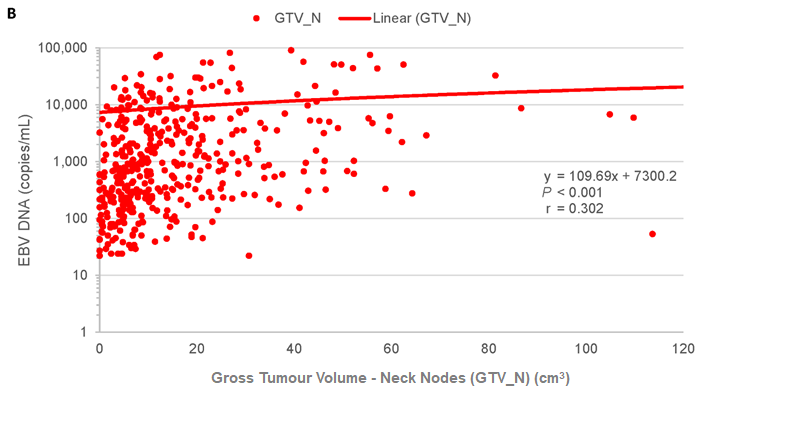 B
GTV_N
Linear (GTV_N)
100,000
10,000
1,000
100
10
1
EBV DNA (copies/mL)
y = 109.69x + 7300.2
P < 0.001
r = 0.302
0 20 40 60 80 100 120
Gross Tumour Volume - Neck Nodes (GTV_N) (cm³)